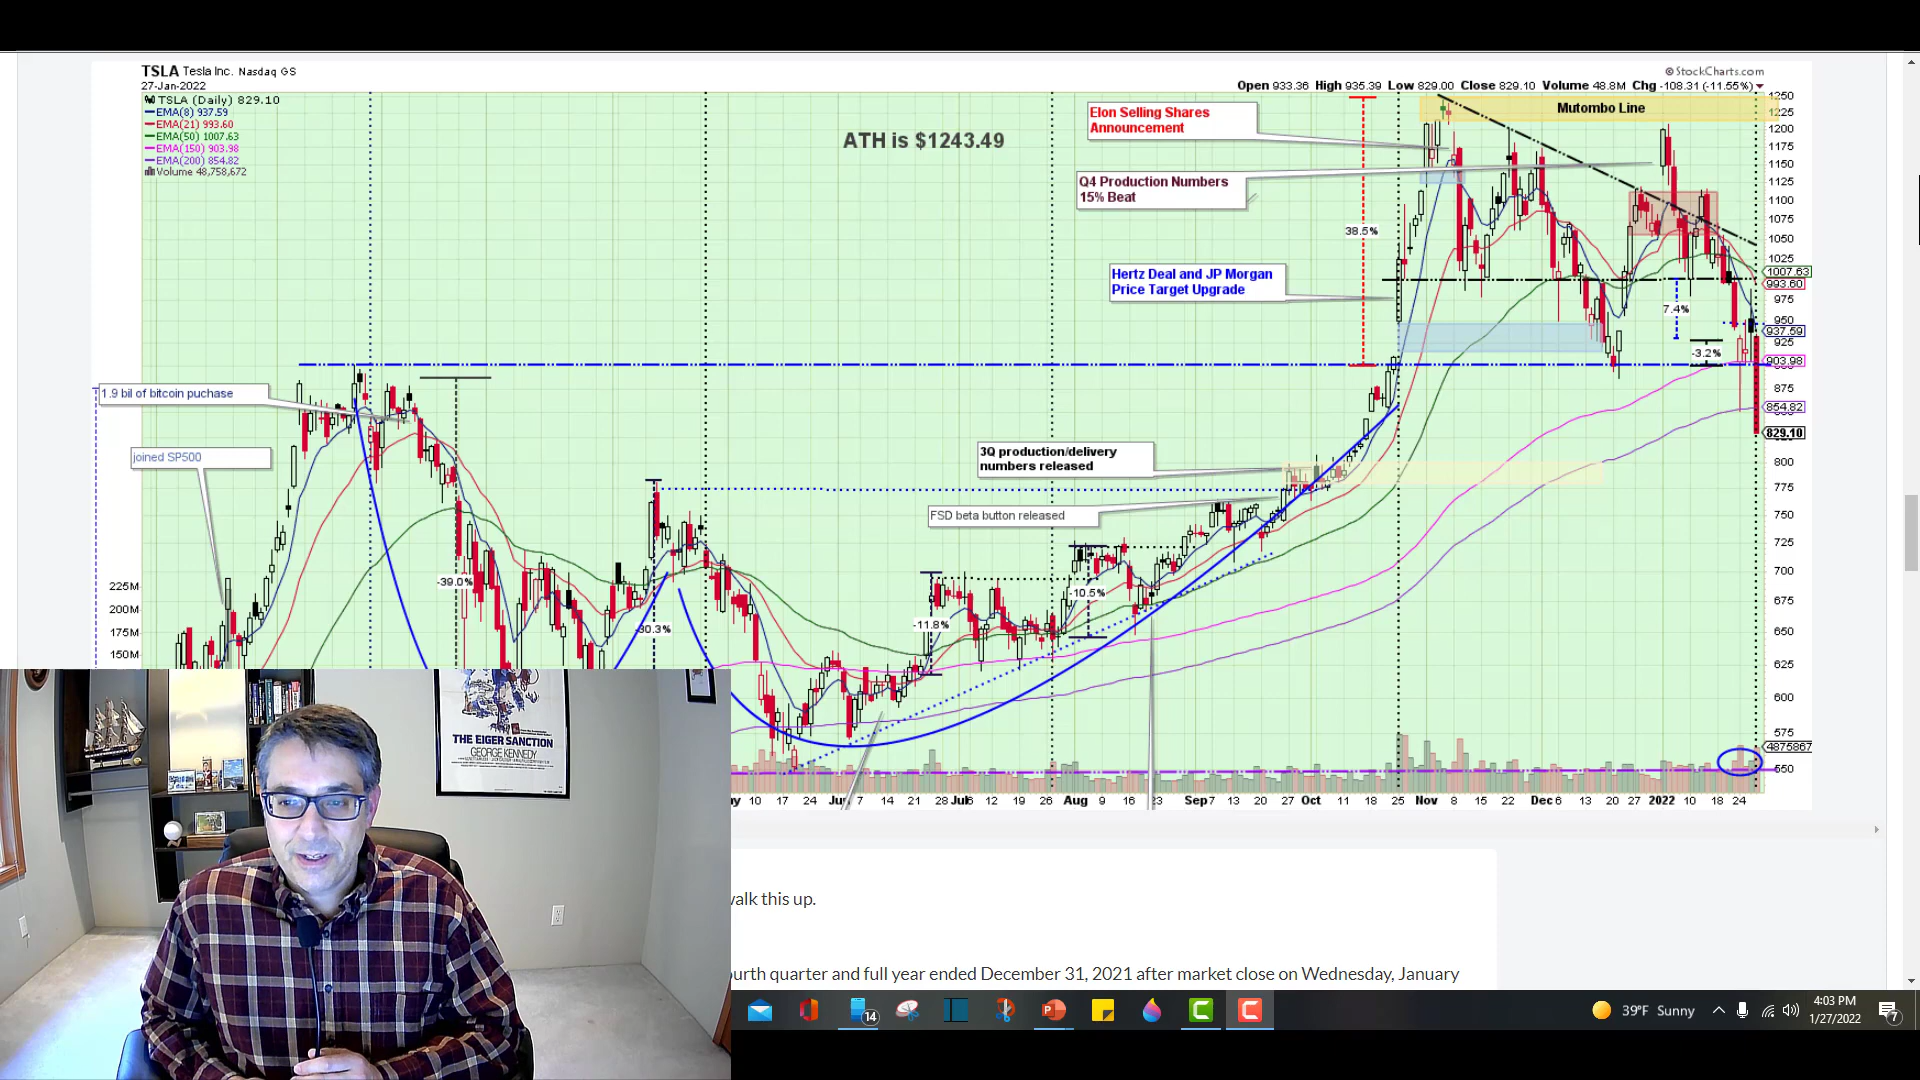 TSLA Tesla Inc. Nasdaq GS
© StockCharts.com
27-Jan-2022
Open 933.36 High 935.39 Low 829.00 Close 829.10 Volume 48.8M Chg -108.31 (-11.55%)
TSLA (Daily) 829.10
EMA(8) 937.59
EMA(21) 993.60
EMA(50) 1007.63
EMA(150) 903.98
EMA(200) 854.82
Volume 48,758,672
ATH is $1243.49
Elon Selling Shares
Announcement
Mutombo Line
Q4 Production Numbers
15% Beat
38.5%
Hertz Deal and JP Morgan
Price Target Upgrade
7.4%
-3.2%
1.9 bil of bitcoin puchase
joined SP500
3Q production/delivery
numbers released
FSD beta button released
-39.0%
-30.3%
-11.8%
-10.5%
1250
1225
1200
1175
1150
1125
1100
1075
1050
1025
1007.63
993.60
975
950
937.59
925
903.98
875
854.82
829.10
800
775
750
725
700
675
650
625
600
575
4875867
550
225M
200M
175M
150M
10 17 24 Jun 7 14 21 28 Jul 12 19 26 Aug 9 16 23 Sep 7 13 20 27 Oct 11 18 25 Nov 8 15 22 Dec 6 13 20 27 2022 10 18 24
THE EIGER SANCTION
GEORGE KENNEDY
walk this up.
ourth quarter and full year ended December 31, 2021 after market close on Wednesday, January
14
39°F Sunny
4:03 PM
1/27/2022
7